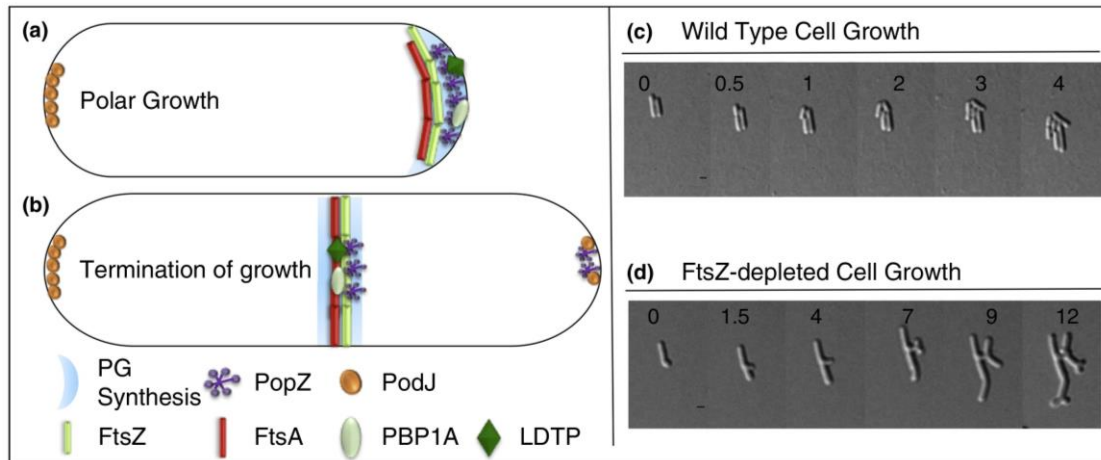 (a)
Polar Growth
(b)
Termination of growth
PG
Synthesis
PopZ
PodJ
FtsZ
FtsA
PBP1A
LDTP
(c) Wild Type Cell Growth
0 0.5 1 2 3 4
(d) FtsZ-depleted Cell Growth
0 1.5 4 7 9 12